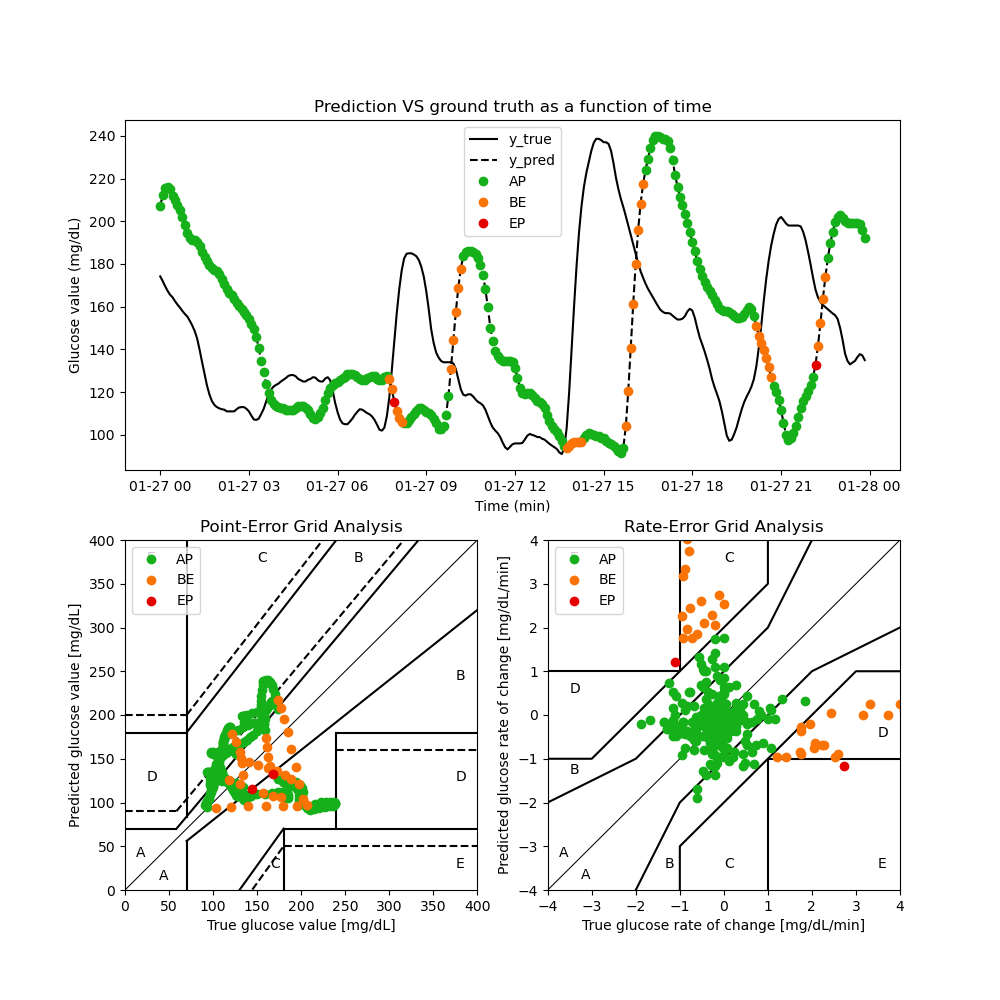 Prediction VS ground truth as a function of time
Glucose value (mg/dL)
240
220
200
180
160
140
120
100
y_true
y_pred
AP
BE
EP
01-27 00 01-27 03 01-27 06 01-27 09 01-27 12 01-27 15 01-27 18 01-27 21 01-28 00
Time (min)
Point-Error Grid Analysis
Predicted glucose value [mg/dL]
400
350
300
250
200
150
100
50
0
AP
BE
EP
C
B
B
D
D
A
A
C
E
0 50 100 150 200 250 300 350 400
True glucose value [mg/dL]
Rate-Error Grid Analysis
Predicted glucose rate of change [mg/dL/min]
4
3
2
1
0
−1
−2
−3
−4
AP
BE
EP
C
D
D
B
A
A
B
C
E
−4 −3 −2 −1 0 1 2 3 4
True glucose rate of change [mg/dL/min]